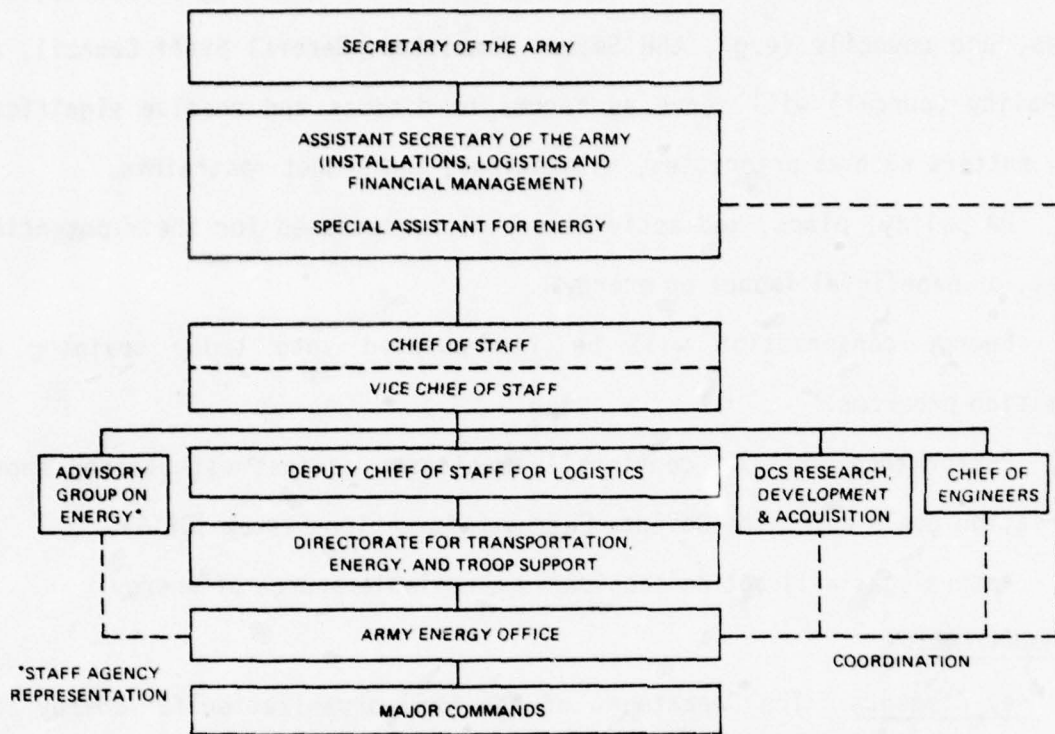 SECRETARY OF THE ARMY
ASSISTANT SECRETARY OF THE ARMY
(INSTALLATIONS, LOGISTICS AND
FINANCIAL MANAGEMENT)
SPECIAL ASSISTANT FOR ENERGY
CHIEF OF STAFF
VICE CHIEF OF STAFF
ADVISORY
GROUP ON
ENERGY*
DEPUTY CHIEF OF STAFF FOR LOGISTICS
DCS RESEARCH,
DEVELOPMENT
& ACQUISITION
CHIEF OF
ENGINEERS
DIRECTORATE FOR TRANSPORTATION,
ENERGY, AND TROOP SUPPORT
ARMY ENERGY OFFICE
*STAFF AGENCY
REPRESENTATION
COORDINATION
MAJOR COMMANDS